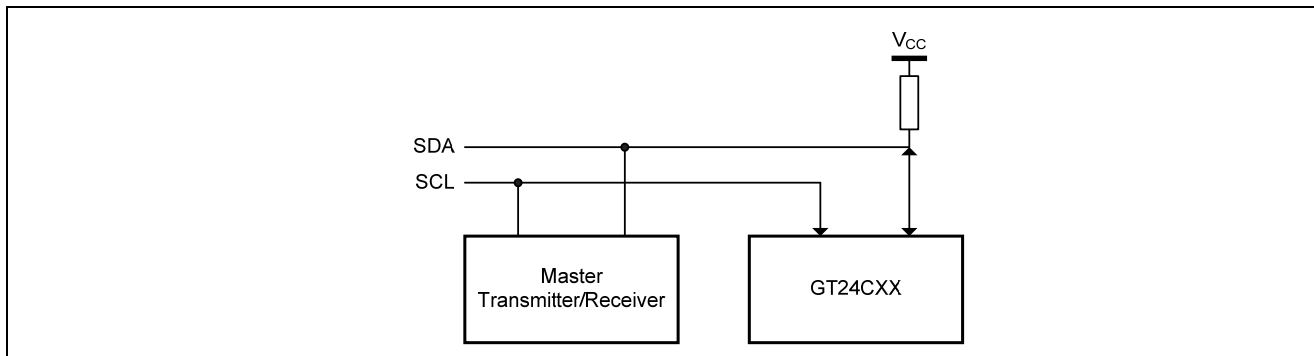 VCC
SDA
SCL
Master
Transmitter/Receiver
GT24CXX